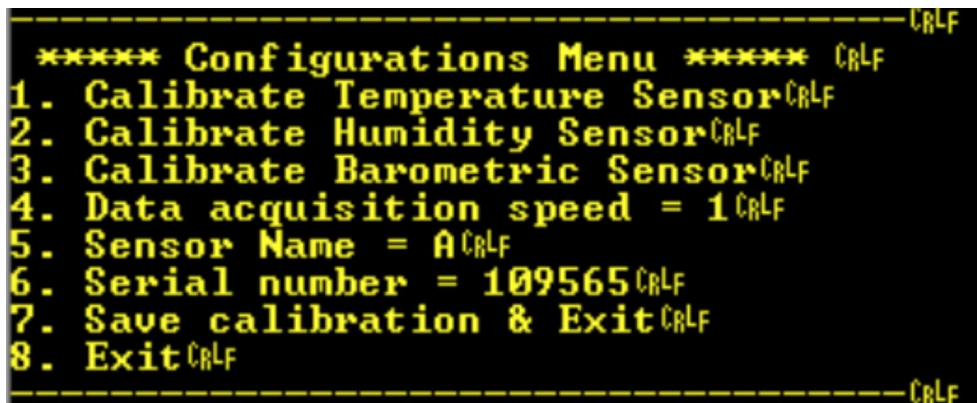 ------------------------------------CRLF
***** Configurations Menu ***** CRLF
1. Calibrate Temperature SensorCRLF
2. Calibrate Humidity SensorCRLF
3. Calibrate Barometric SensorCRLF
4. Data acquisition speed = 1CRLF
5. Sensor Name = ACRLF
6. Serial number = 109565CRLF
7. Save calibration & ExitCRLF
8. ExitCRLF
------------------------------------CRLF